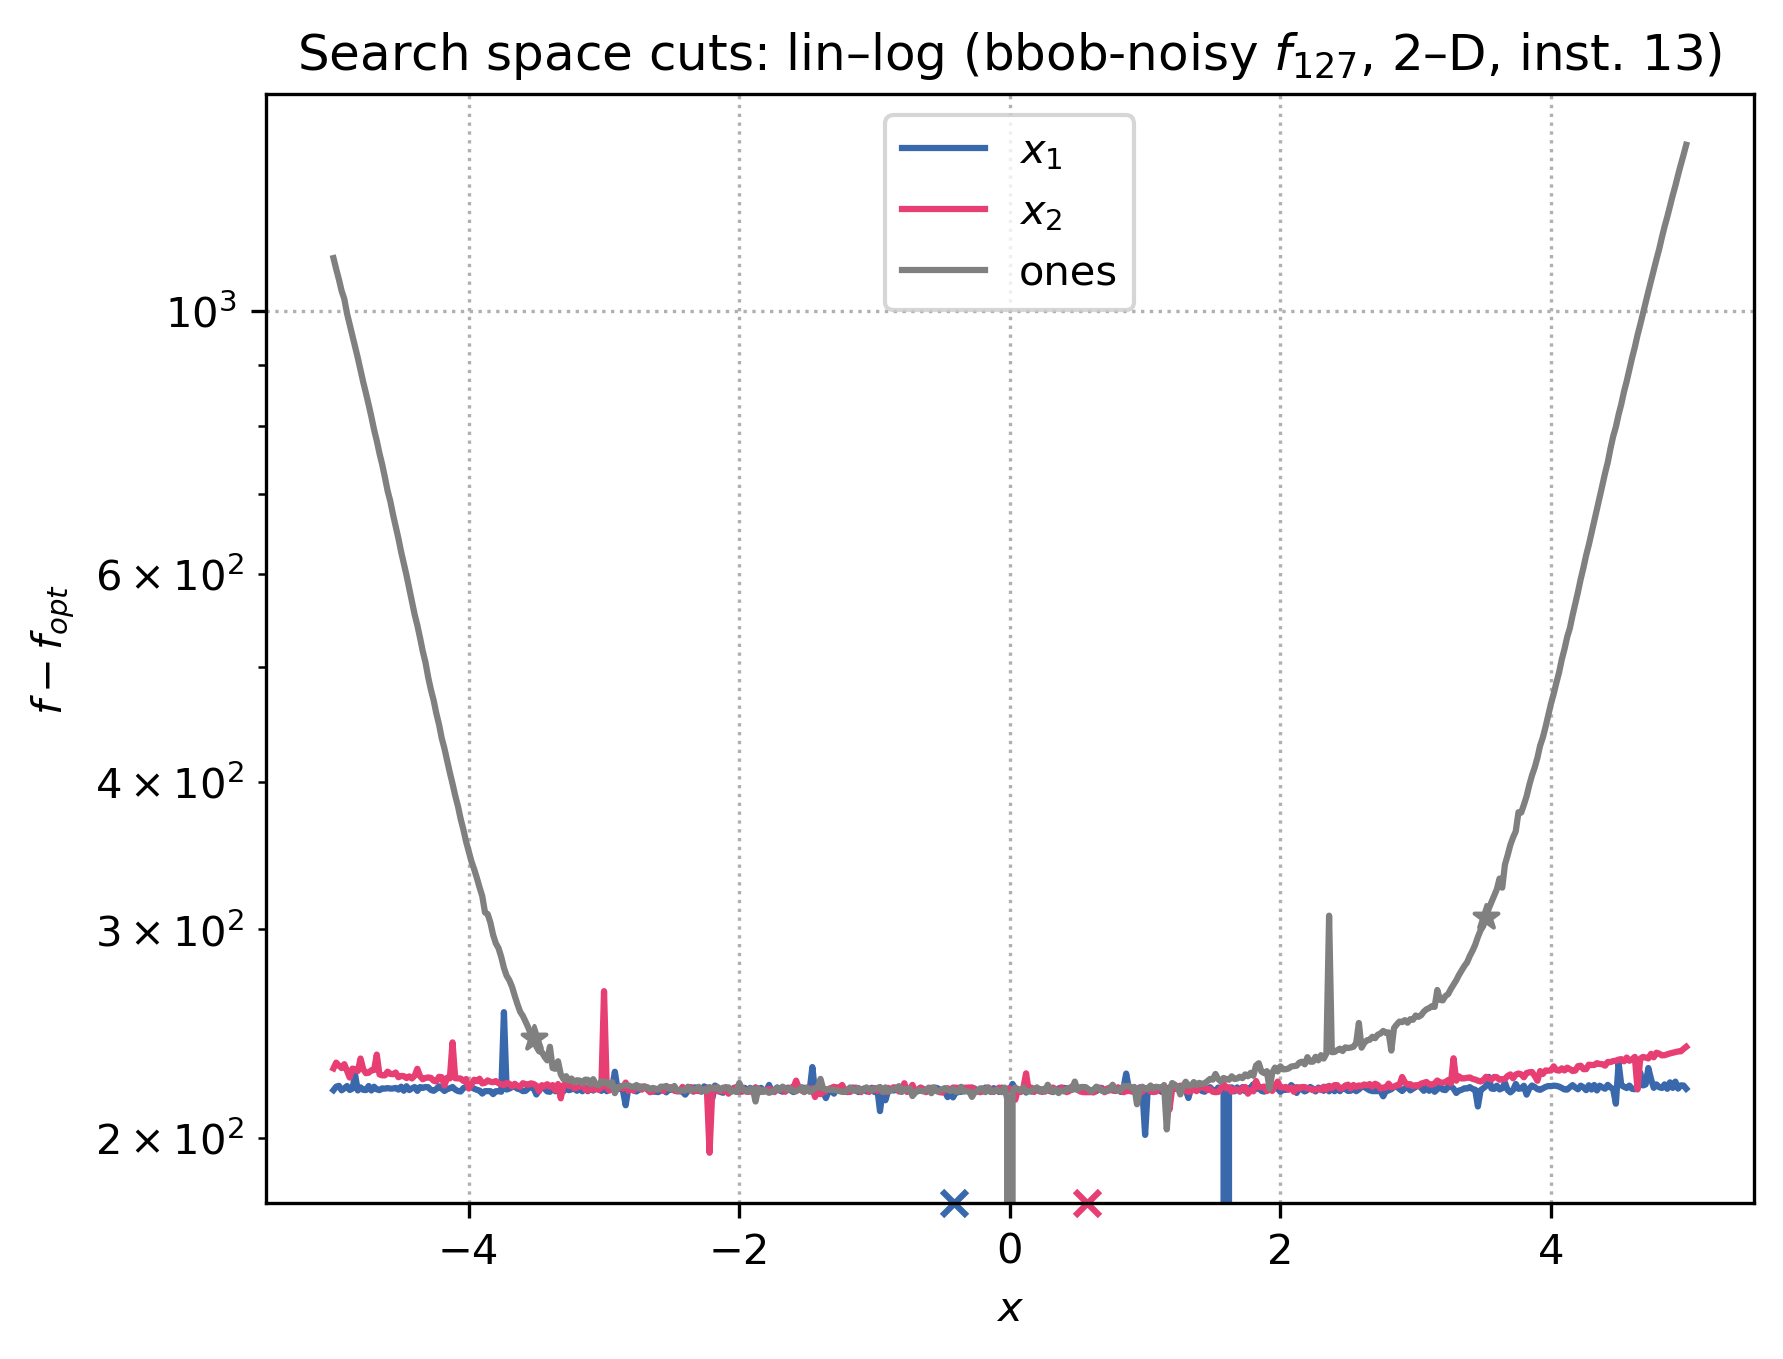 Search space cuts: lin–log (bbob-noisy f₁₂₇, 2–D, inst. 13)
x₁
x₂
ones
10³
6 × 10²
4 × 10²
3 × 10²
2 × 10²
f − fₒₚₜ
−4 −2 0 2 4
x